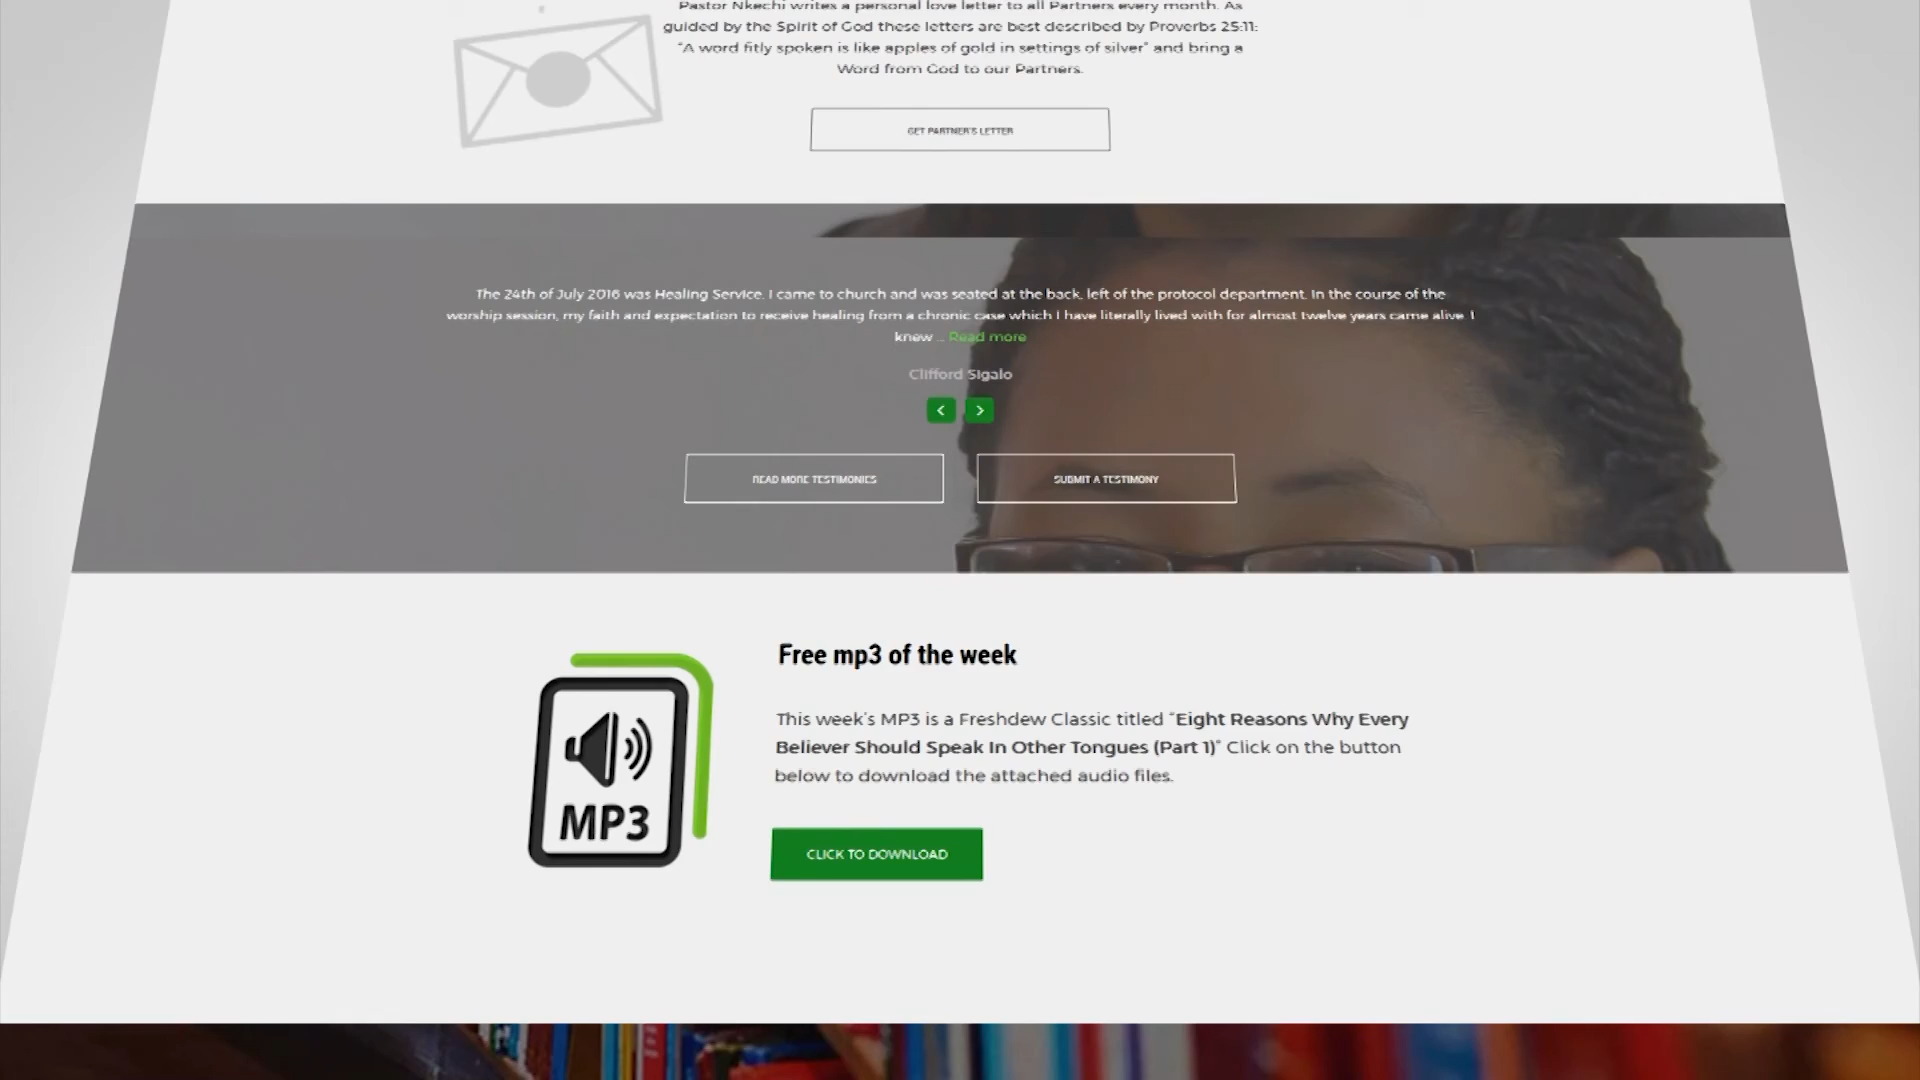 Pastor Nkechi writes a personal love letter to all Partners every month. As
guided by the Spirit of God these letters are best described by Proverbs 25:11:
"A word fitly spoken is like apples of gold in settings of silver" and bring a
Word from God to our Partners.
GET PARTNER'S LETTER
The 24th of July 2016 was Healing Service. I came to church and was seated at the back, left of the protocol department. In the course of the
worship session, my faith and expectation to receive healing from a chronic case which I have literally lived with for almost twelve years came alive. I
knew ... Read more
Clifford Sigalo
< >
READ MORE TESTIMONIES
SUBMIT A TESTIMONY
Free mp3 of the week
This week's MP3 is a Freshdew Classic titled "Eight Reasons Why Every
Believer Should Speak In Other Tongues (Part 1)" Click on the button
below to download the attached audio files.
MP3
CLICK TO DOWNLOAD